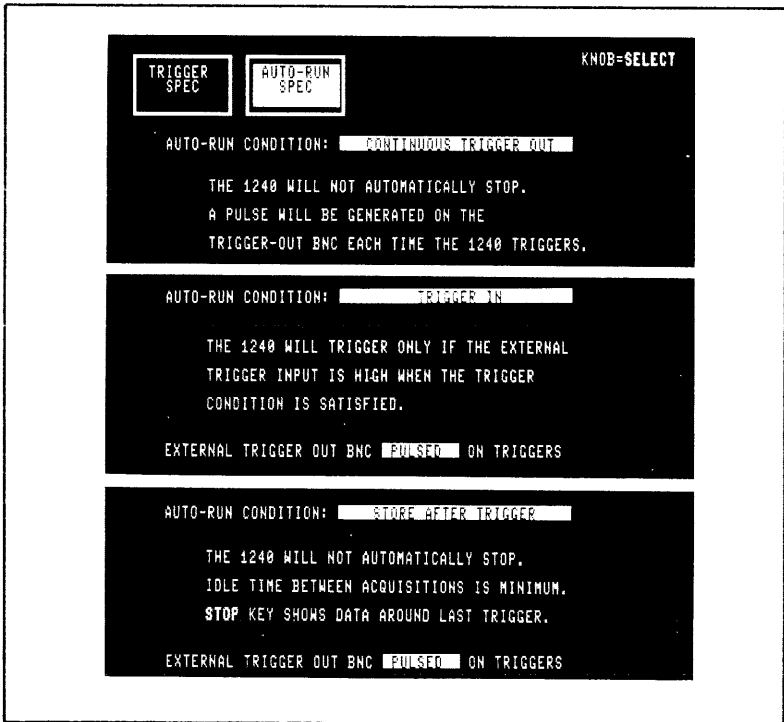 KNOB=SELECT
TRIGGER
SPEC
AUTO-RUN
SPEC
AUTO-RUN CONDITION: CONTINUOUS TRIGGER OUT
THE 1240 WILL NOT AUTOMATICALLY STOP.
A PULSE WILL BE GENERATED ON THE
TRIGGER-OUT BNC EACH TIME THE 1240 TRIGGERS.
AUTO-RUN CONDITION: TRIGGER IN
THE 1240 WILL TRIGGER ONLY IF THE EXTERNAL
TRIGGER INPUT IS HIGH WHEN THE TRIGGER
CONDITION IS SATISFIED.
EXTERNAL TRIGGER OUT BNC PULSED ON TRIGGERS
AUTO-RUN CONDITION: STORE AFTER TRIGGER
THE 1240 WILL NOT AUTOMATICALLY STOP.
IDLE TIME BETWEEN ACQUISITIONS IS MINIMUM.
STOP KEY SHOWS DATA AROUND LAST TRIGGER.
EXTERNAL TRIGGER OUT BNC PULSED ON TRIGGERS